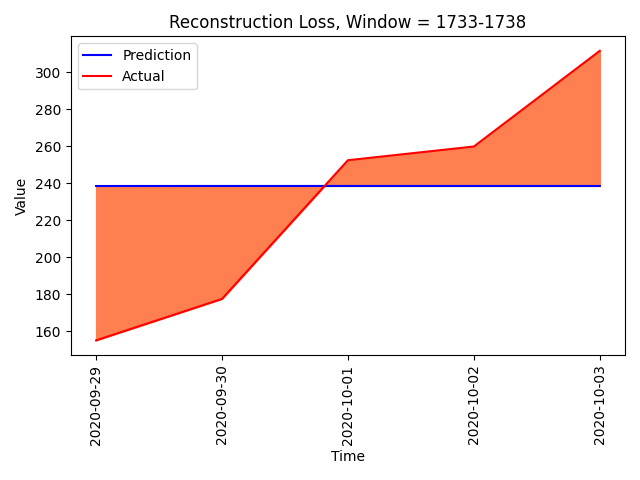 Reconstruction Loss, Window = 1733-1738
Prediction
Actual
Value
300
280
260
240
220
200
180
160
2020-09-29
2020-09-30
2020-10-01
2020-10-02
2020-10-03
Time